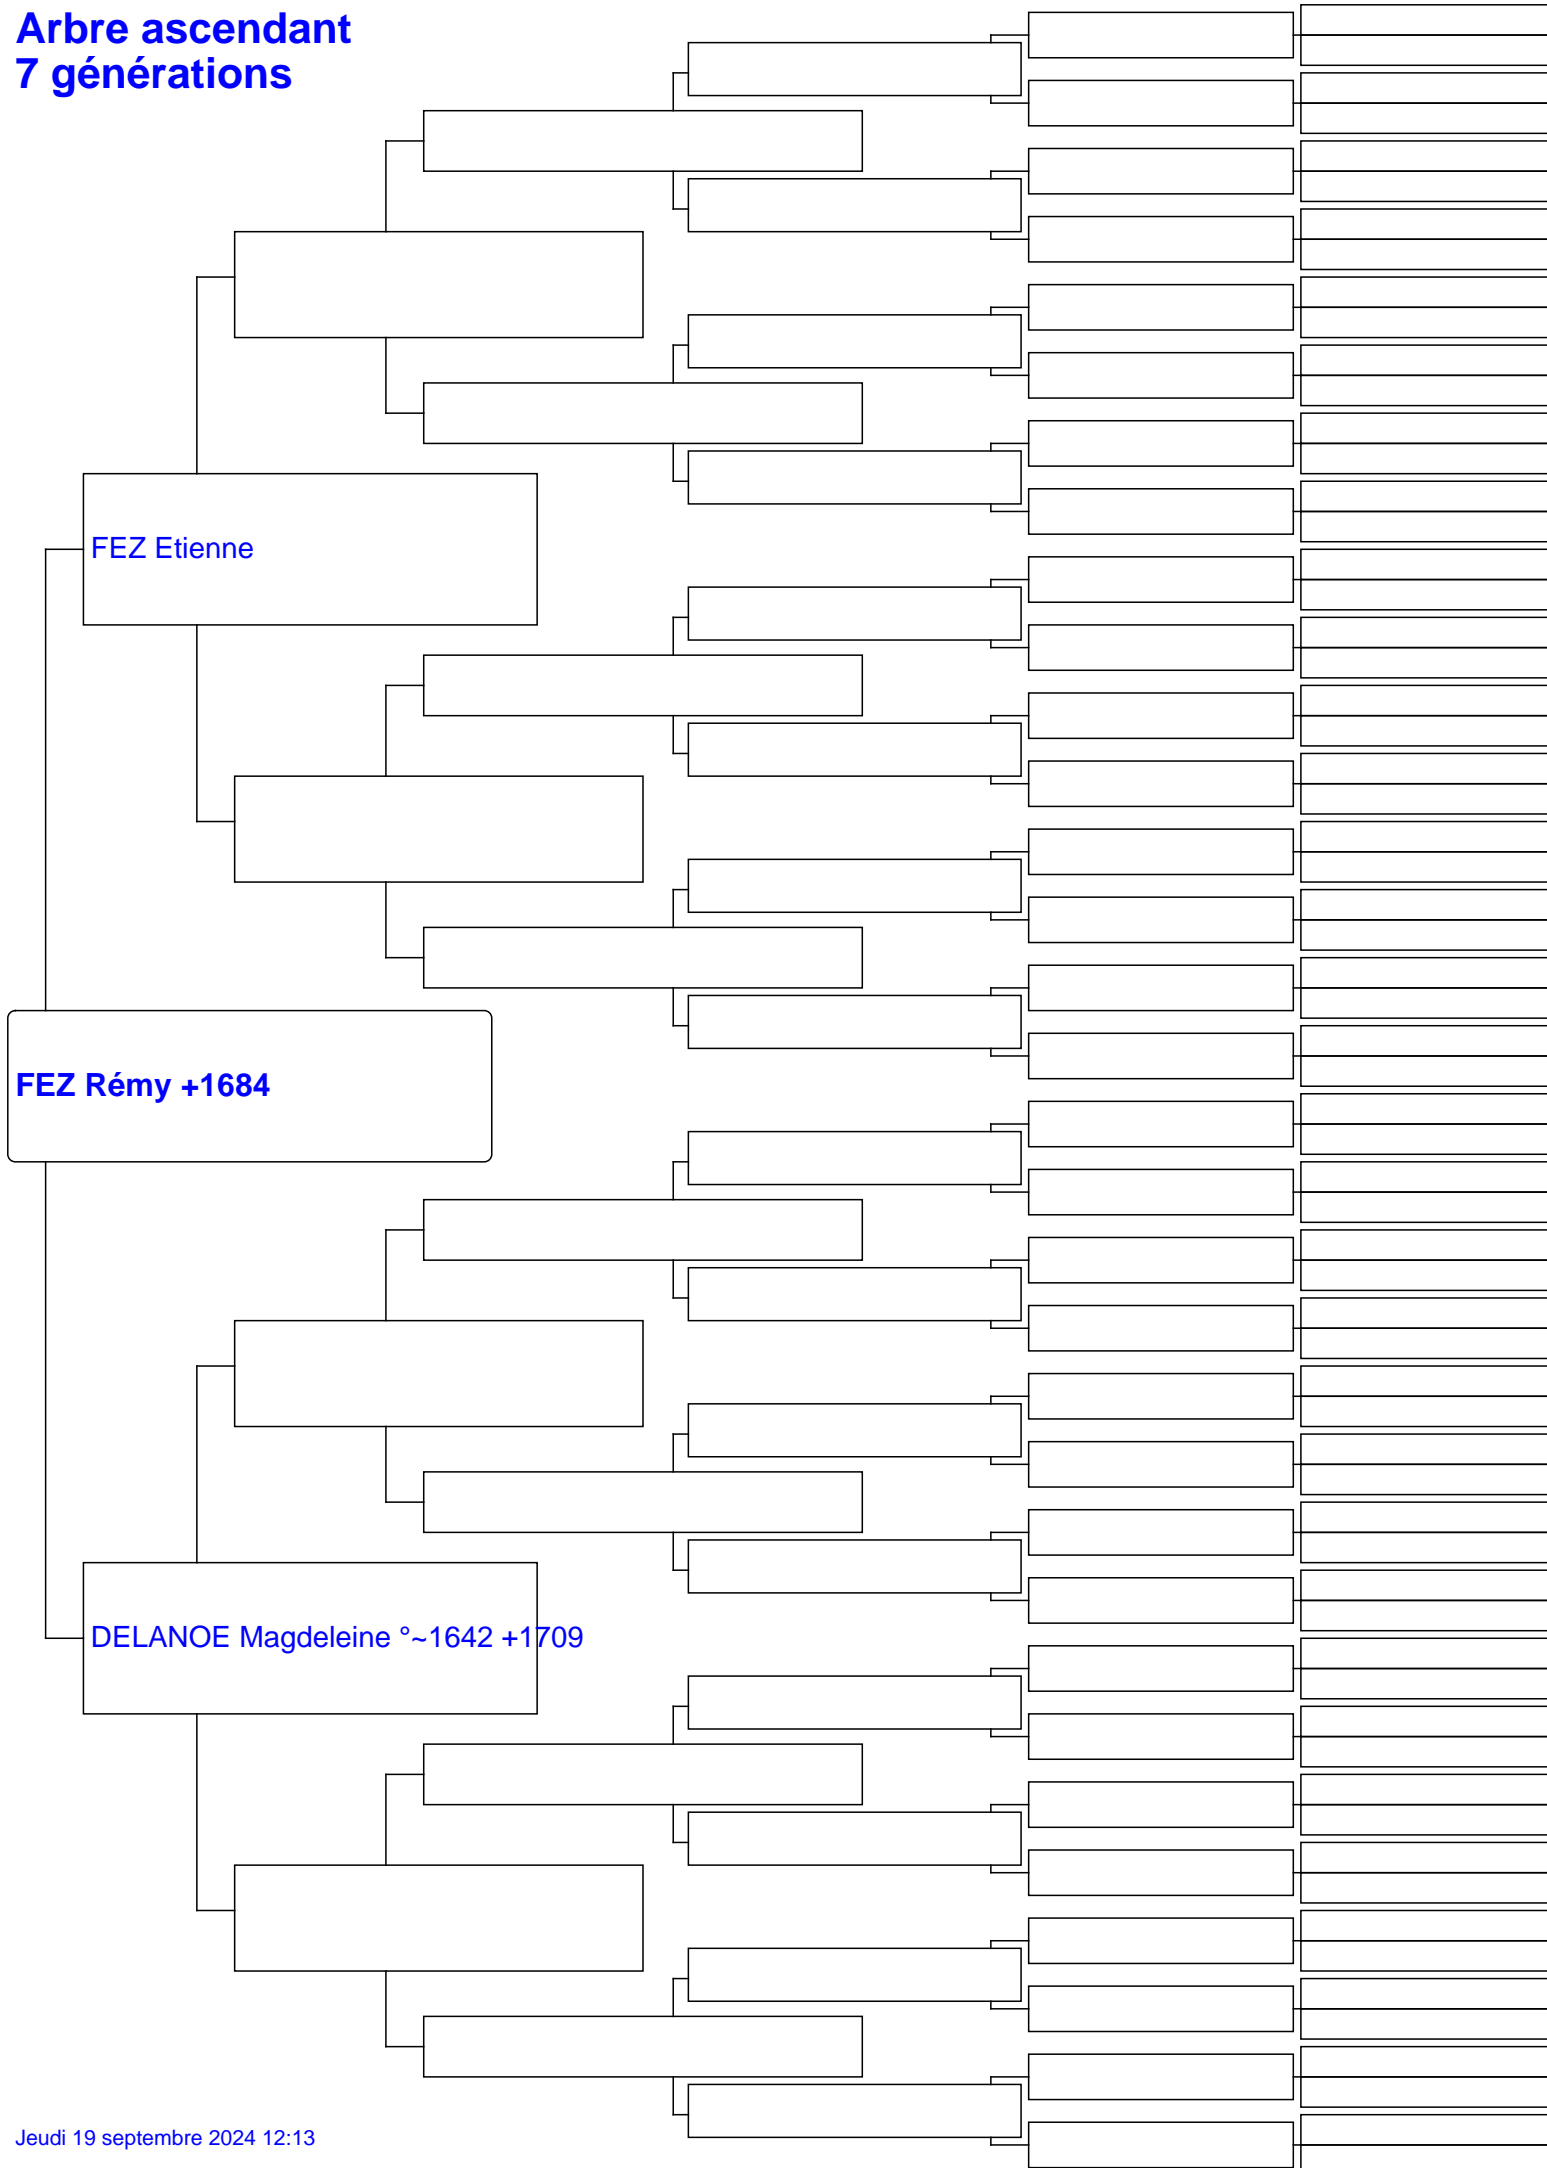 Arbre ascendant
7 générations
FEZ Etienne
FEZ Rémy +1684
DELANOE Magdeleine °~1642 +1709
Jeudi 19 septembre 2024 12:13